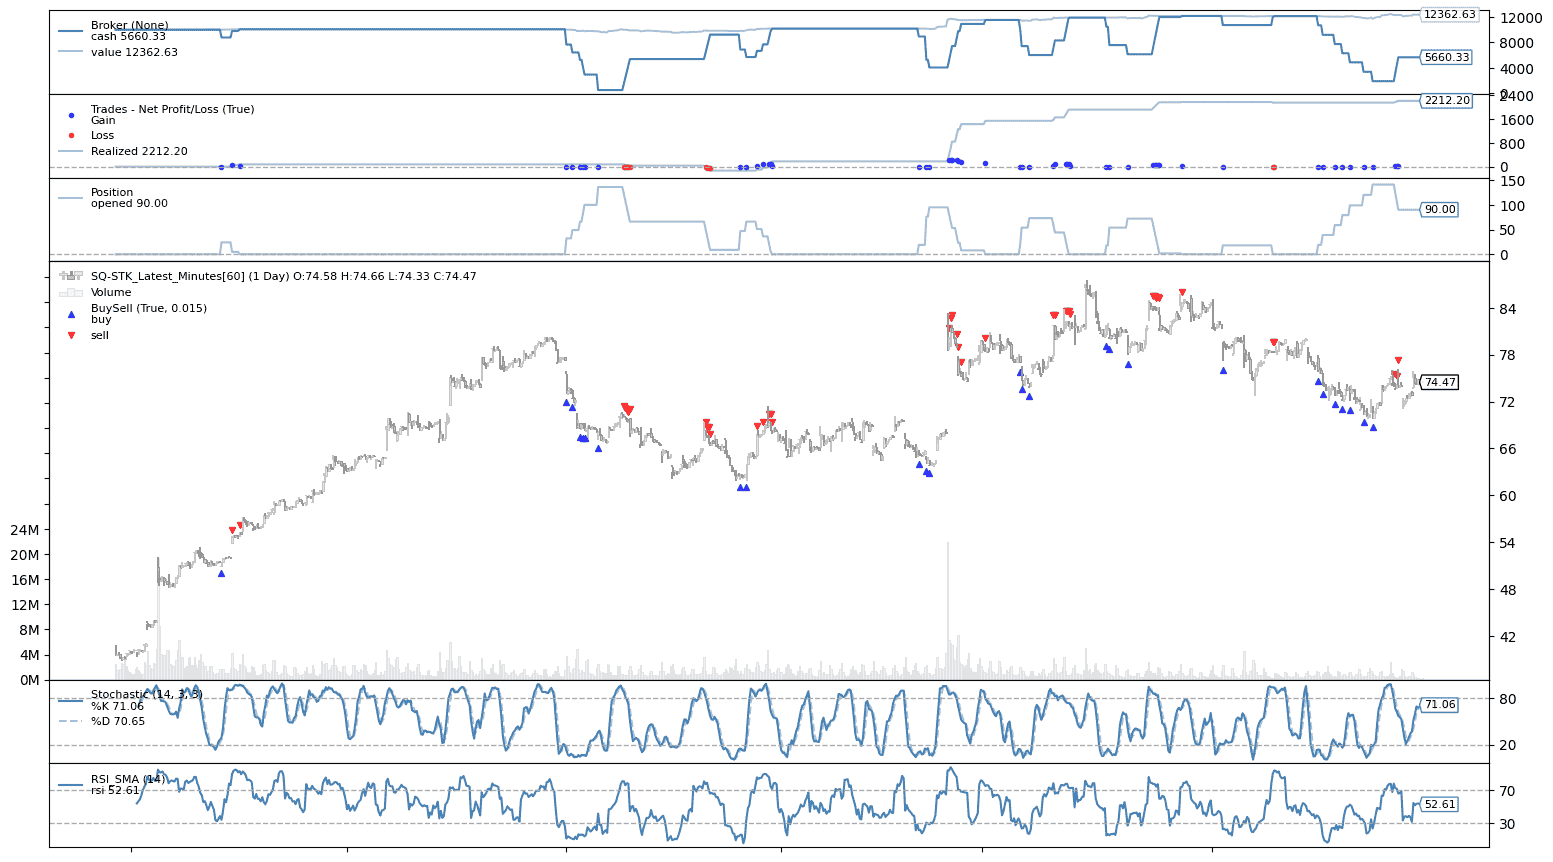 Broker (None)
cash 5660.33
value 12362.63
12362.63
12000
8000
5660.33
4000
0
Trades - Net Profit/Loss (True)
Gain
Loss
Realized 2212.20
2400
2212.20
1600
800
0
Position
opened 90.00
150
100
90.00
50
0
SQ-STK_Latest_Minutes[60] (1 Day) O:74.58 H:74.66 L:74.33 C:74.47
Volume
BuySell (True, 0.015)
buy
sell
84
78
74.47
72
66
60
54
48
42
24M
20M
16M
12M
8M
4M
0M
Stochastic (14, 3, 3)
%K 71.06
%D 70.65
80
71.06
20
RSI_SMA (14)
rsi 52.61
70
52.61
30